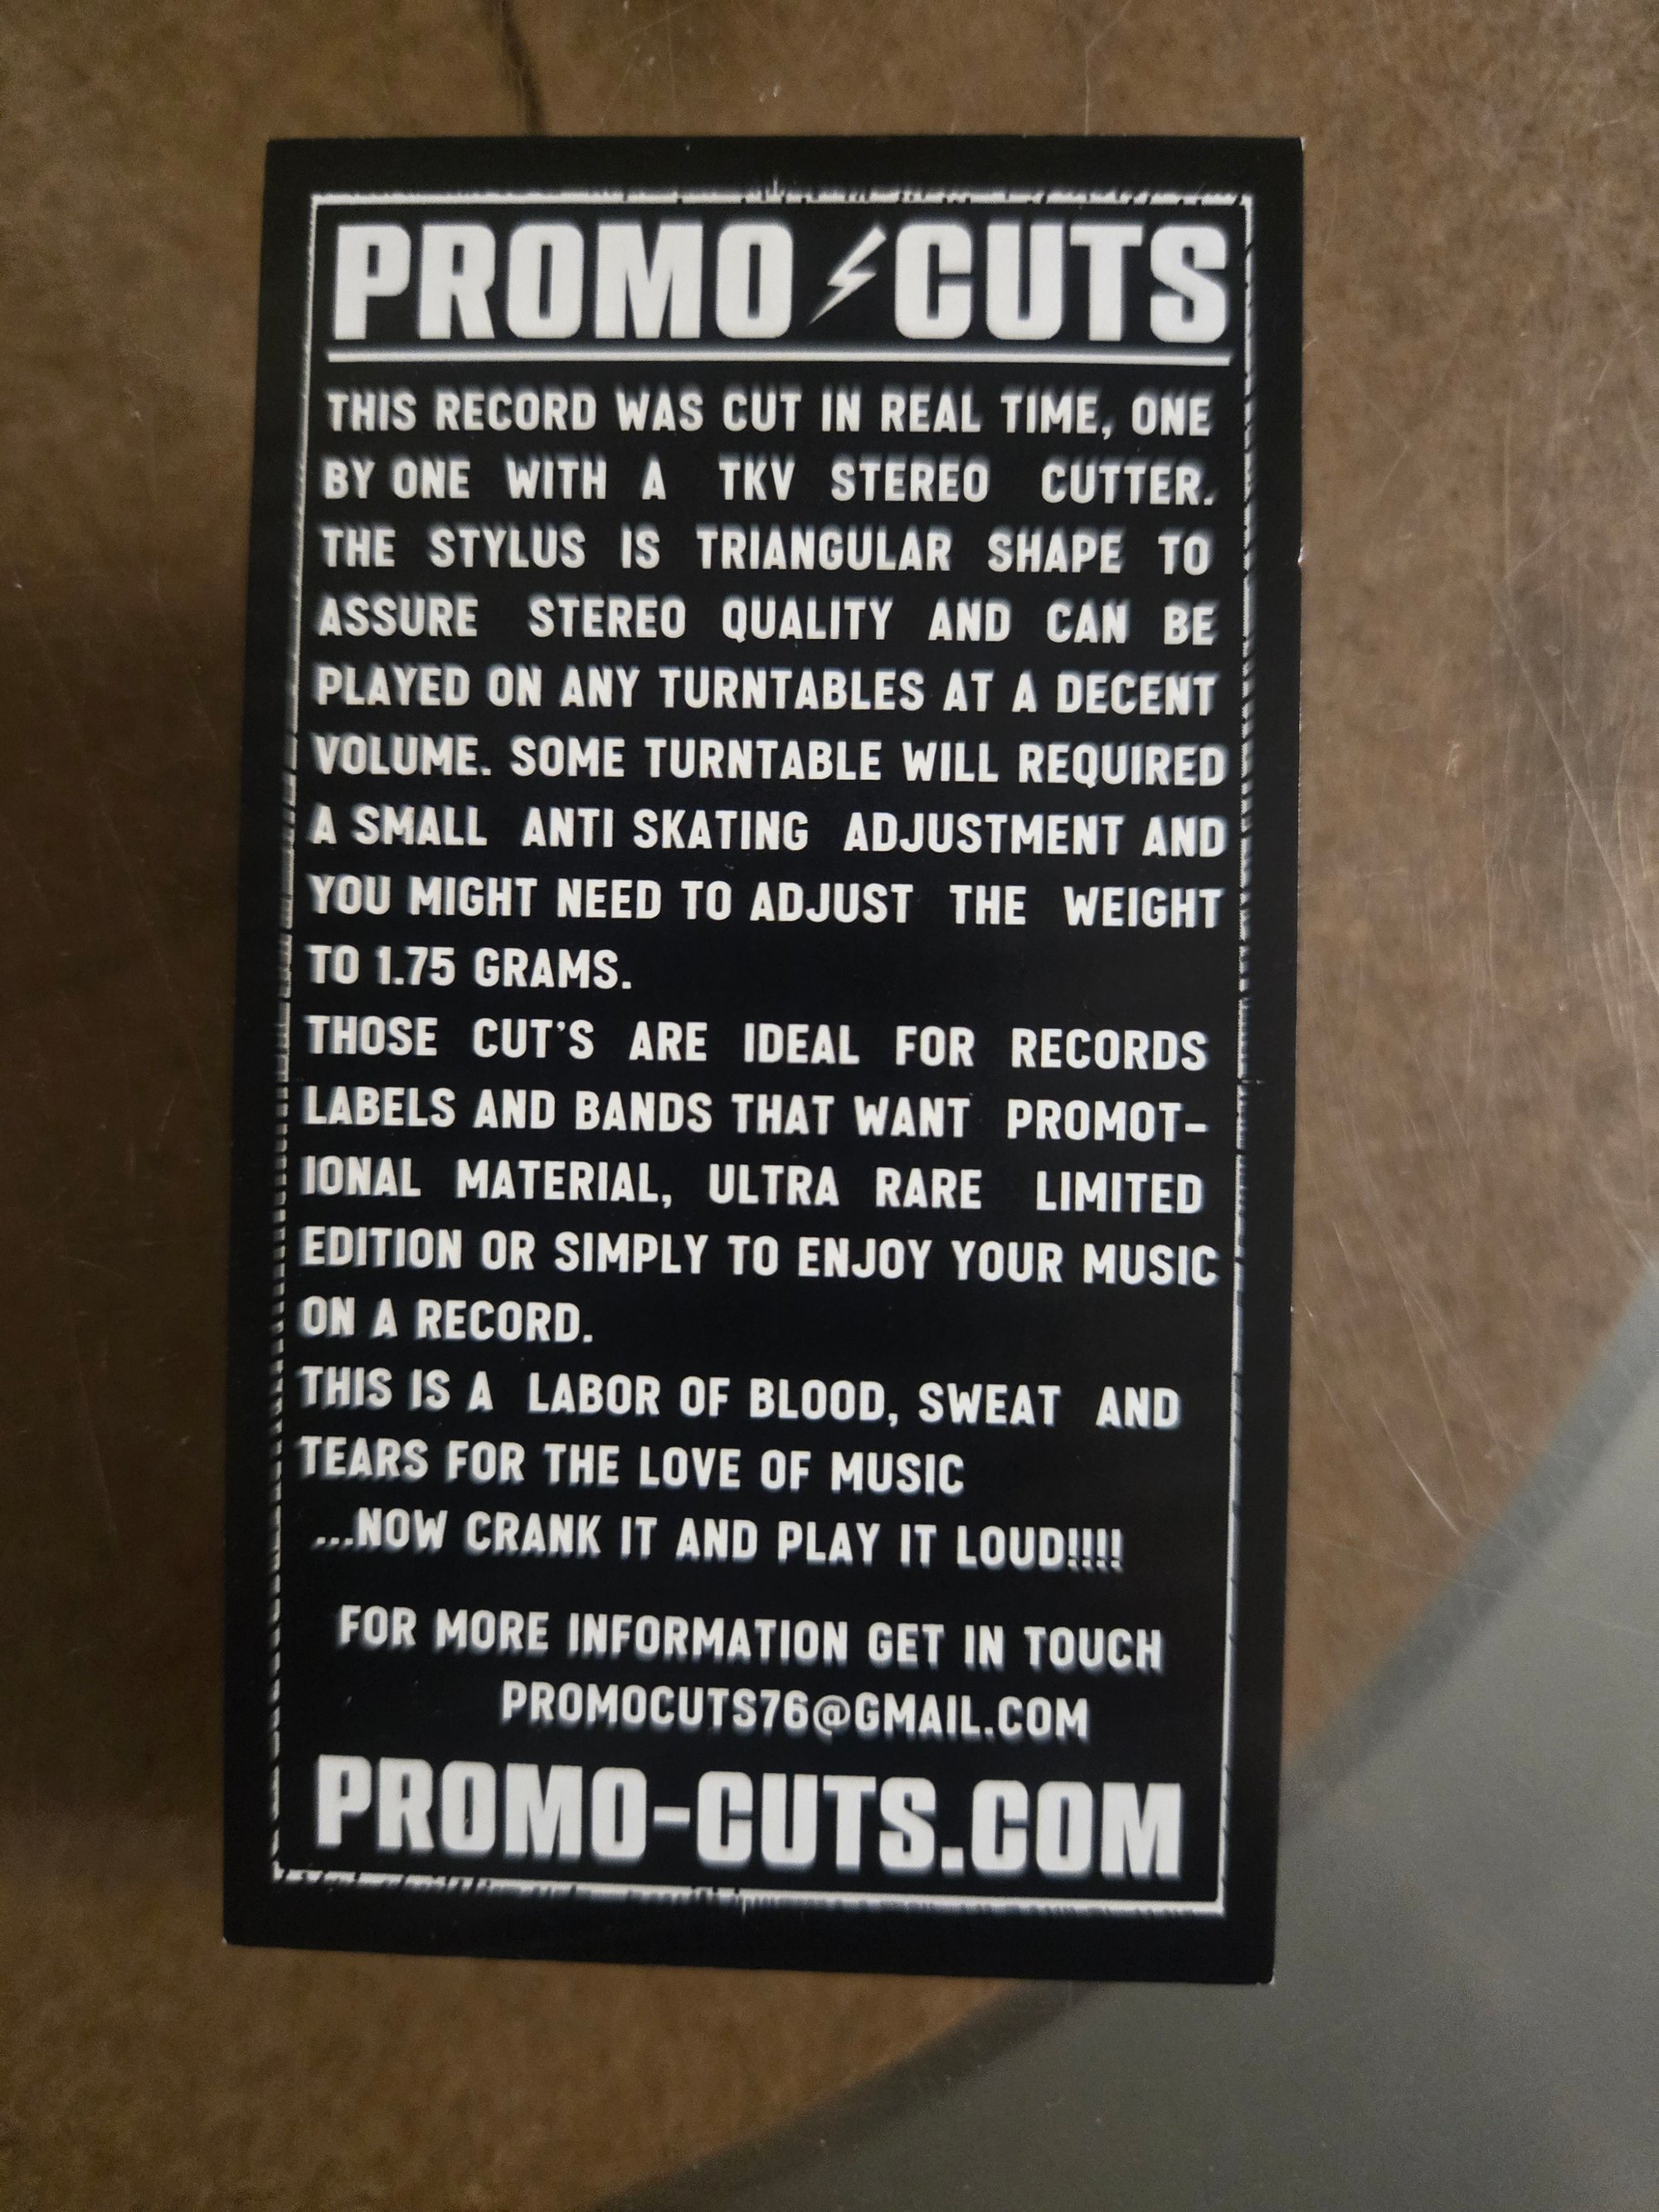 PROMO CUTS
THIS RECORD WAS CUT IN REAL TIME, ONE
BY ONE WITH A TKV STEREO CUTTER.
THE STYLUS IS TRIANGULAR SHAPE TO
ASSURE STEREO QUALITY AND CAN BE
PLAYED ON ANY TURNTABLES AT A DECENT
VOLUME. SOME TURNTABLE WILL REQUIRED
A SMALL ANTI SKATING ADJUSTMENT AND
YOU MIGHT NEED TO ADJUST THE WEIGHT
TO 1.75 GRAMS.
THOSE CUT'S ARE IDEAL FOR RECORDS
LABELS AND BANDS THAT WANT PROMOT-
IONAL MATERIAL, ULTRA RARE LIMITED
EDITION OR SIMPLY TO ENJOY YOUR MUSIC
ON A RECORD.
THIS IS A LABOR OF BLOOD, SWEAT AND
TEARS FOR THE LOVE OF MUSIC
...NOW CRANK IT AND PLAY IT LOUD!!!!
FOR MORE INFORMATION GET IN TOUCH
PROMOCUTS76@GMAIL.COM
PROMO-CUTS.COM